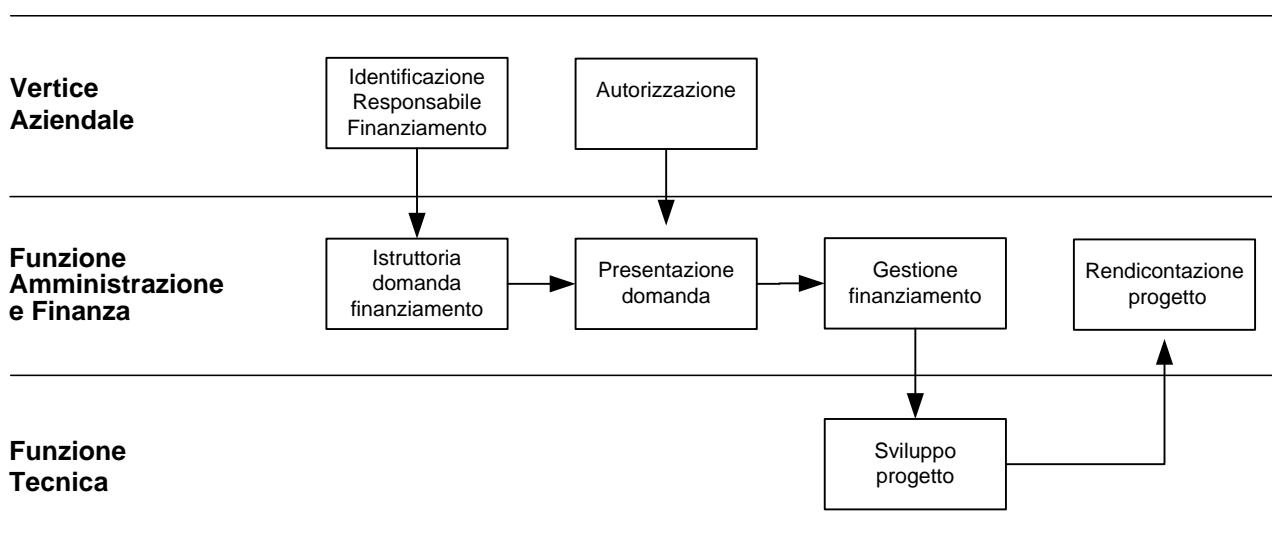 Vertice
Aziendale
Identificazione
Responsabile
Finanziamento
Autorizzazione
Funzione
Amministrazione
e Finanza
Istruttoria
domanda
finanziamento
Presentazione
domanda
Gestione
finanziamento
Rendicontazione
progetto
Funzione
Tecnica
Sviluppo
progetto